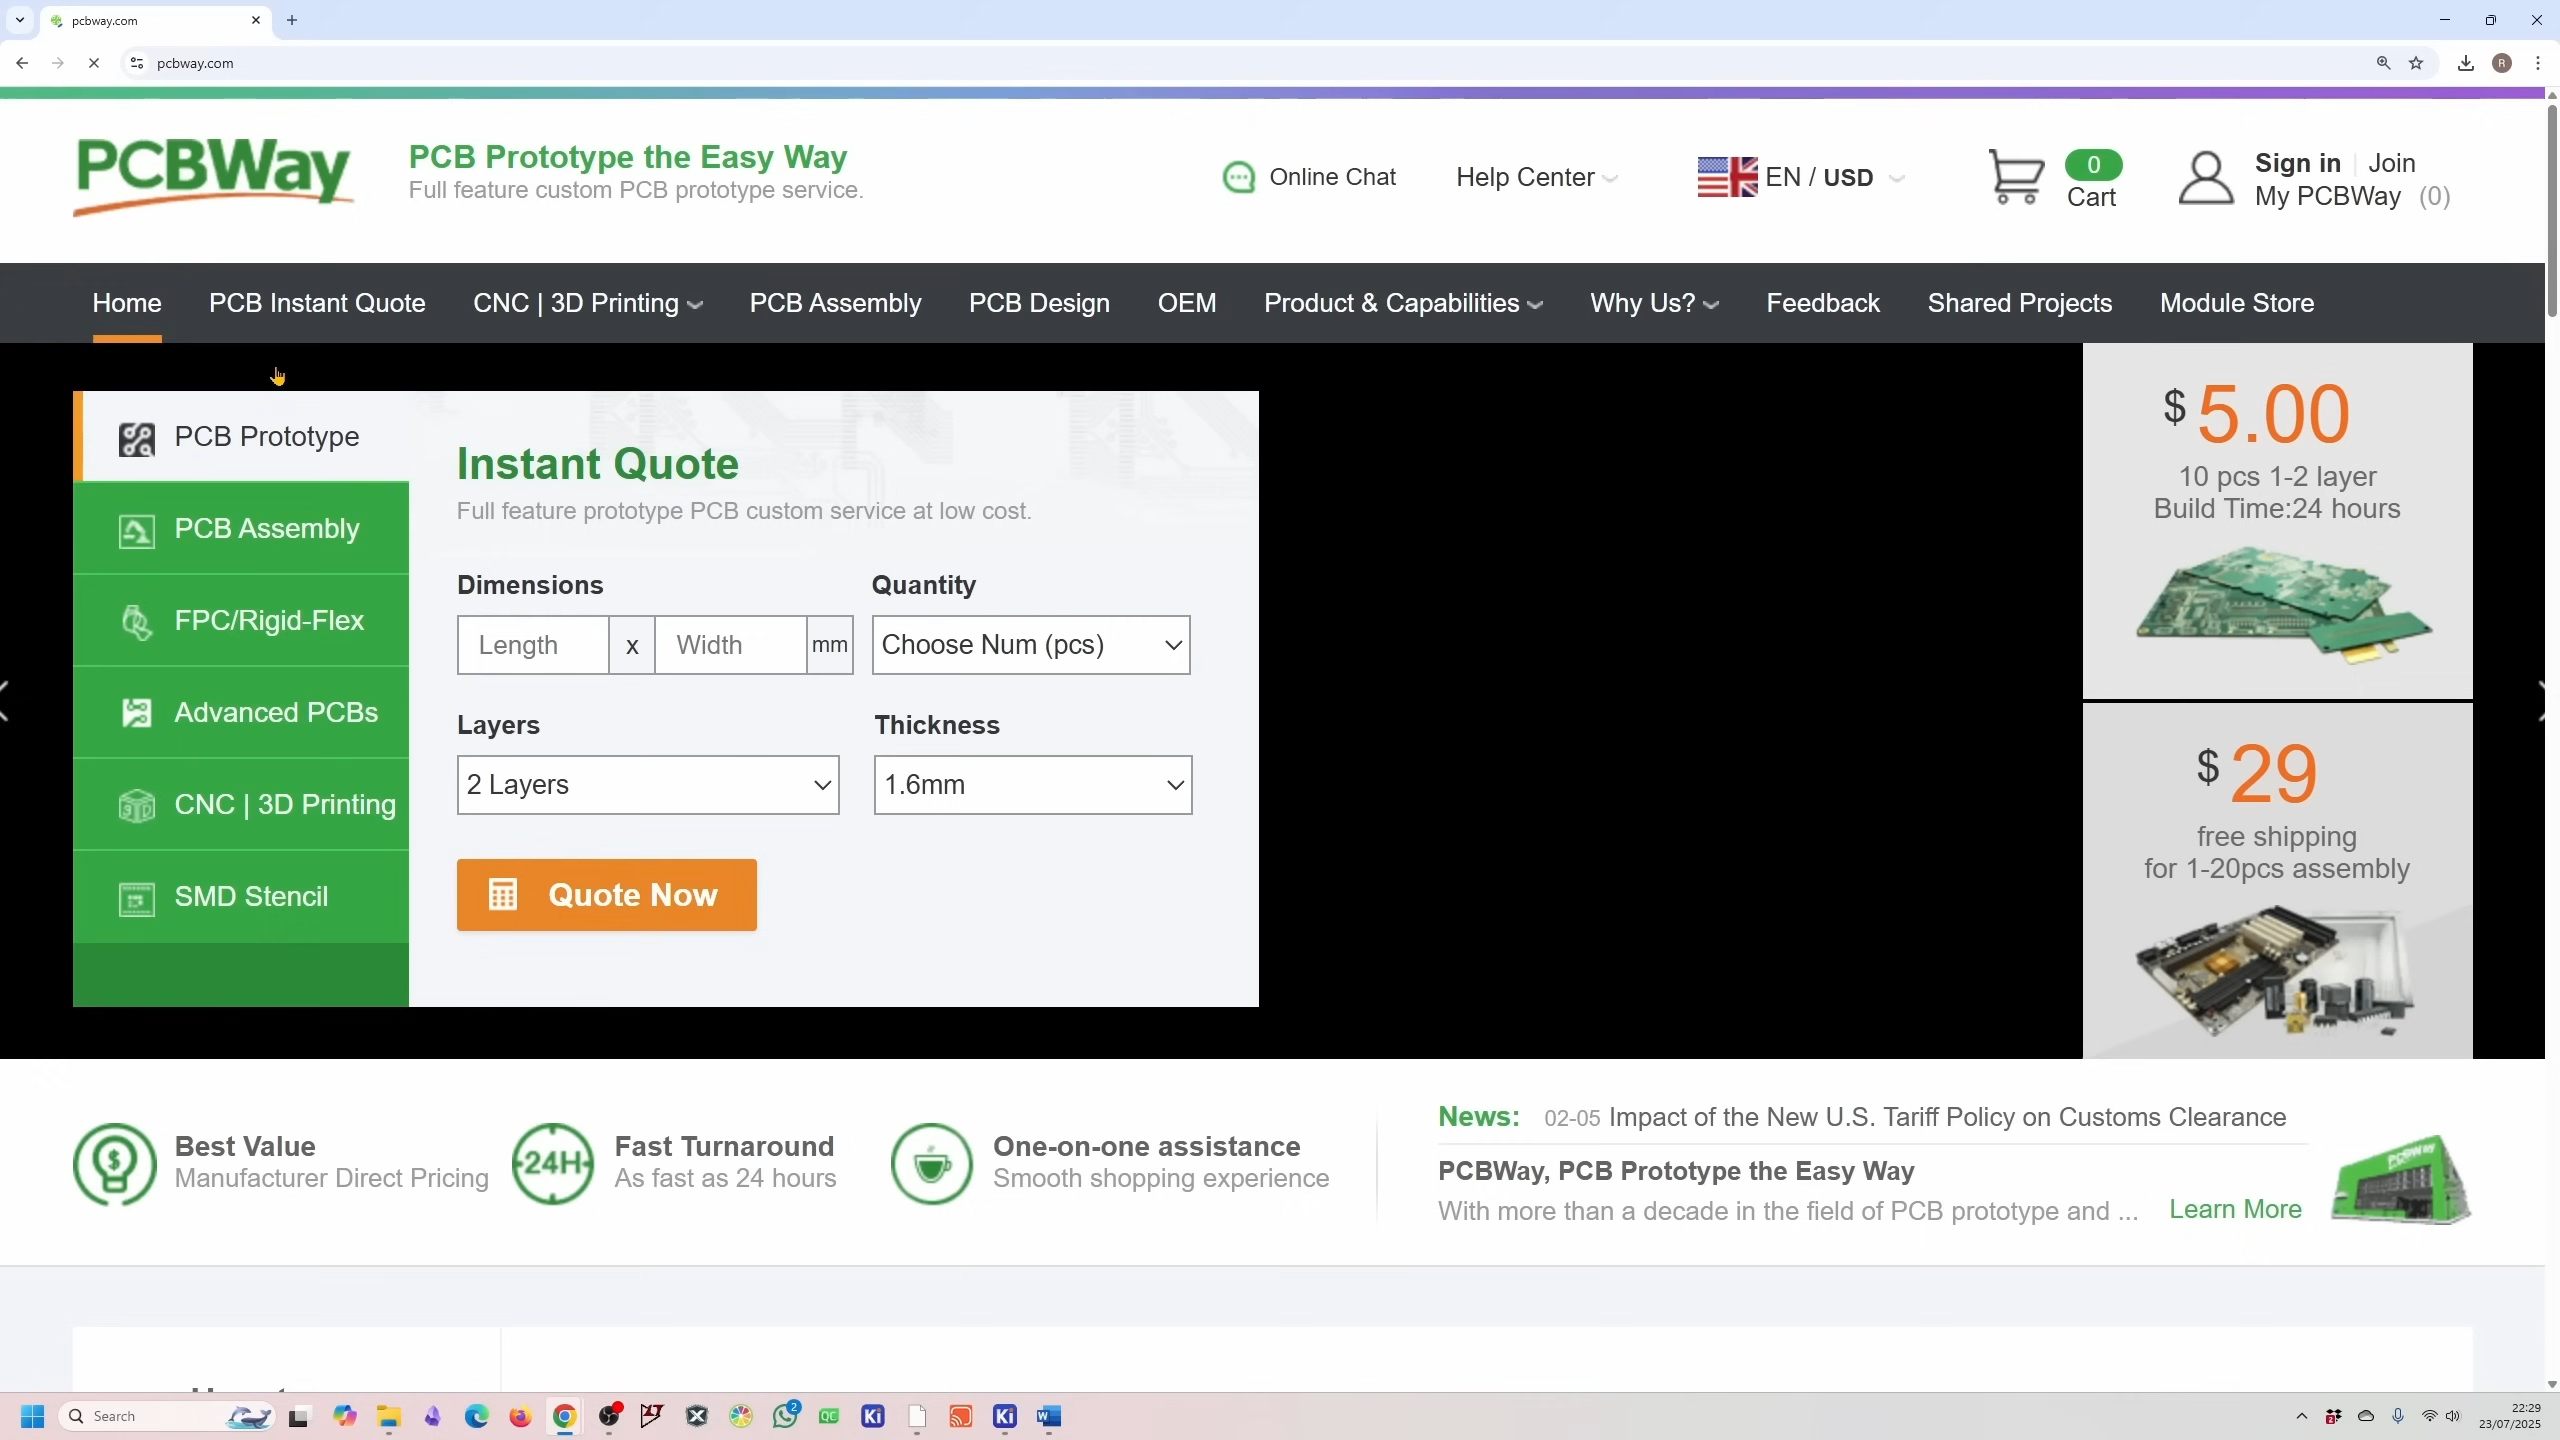 pcbway.com
pcbway.com
R
PCBWay
PCB Prototype the Easy Way
Full feature custom PCB prototype service.
Online Chat
Help Center
EN / USD
0
Cart
Sign in
Join
My PCBWay (0)
Home
PCB Instant Quote
CNC | 3D Printing
PCB Assembly
PCB Design
OEM
Product & Capabilities
Why Us?
Feedback
Shared Projects
Module Store
PCB Prototype
PCB Assembly
FPC/Rigid-Flex
Advanced PCBs
CNC | 3D Printing
SMD Stencil
Instant Quote
Full feature prototype PCB custom service at low cost.
Dimensions
Quantity
Length
x
Width
mm
Choose Num (pcs)
Layers
Thickness
2 Layers
1.6mm
Quote Now
$ 5.00
10 pcs 1-2 layer
Build Time:24 hours
$ 29
free shipping
for 1-20pcs assembly
Best Value
Manufacturer Direct Pricing
24H
Fast Turnaround
As fast as 24 hours
One-on-one assistance
Smooth shopping experience
News: 02-05 Impact of the New U.S. Tariff Policy on Customs Clearance
PCBWay, PCB Prototype the Easy Way
With more than a decade in the field of PCB prototype and ...
Learn More
PCBWay
Search
2
QC
Ki
Ki
W
2
22:29
23/07/2025